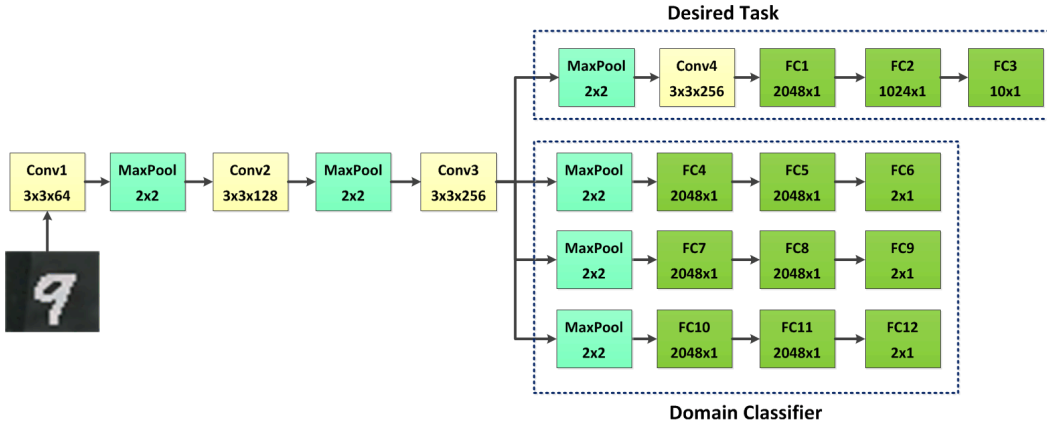 Desired Task
MaxPool
2x2
Conv4
3x3x256
FC1
2048x1
FC2
1024x1
FC3
10x1
Conv1
3x3x64
MaxPool
2x2
Conv2
3x3x128
MaxPool
2x2
Conv3
3x3x256
MaxPool
2x2
FC4
2048x1
FC5
2048x1
FC6
2x1
MaxPool
2x2
FC7
2048x1
FC8
2048x1
FC9
2x1
9
MaxPool
2x2
FC10
2048x1
FC11
2048x1
FC12
2x1
Domain Classifier